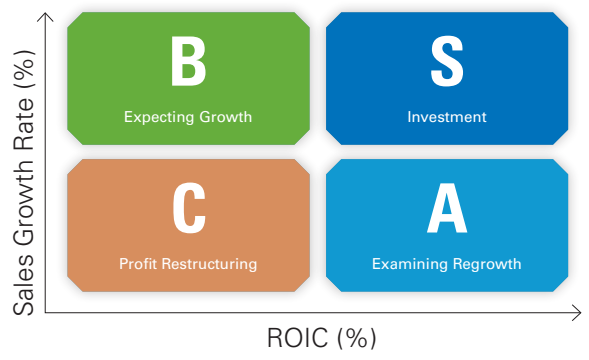 Sales Growth Rate (%)
B
Expecting Growth
S
Investment
C
Profit Restructuring
A
Examining Regrowth
ROIC (%)